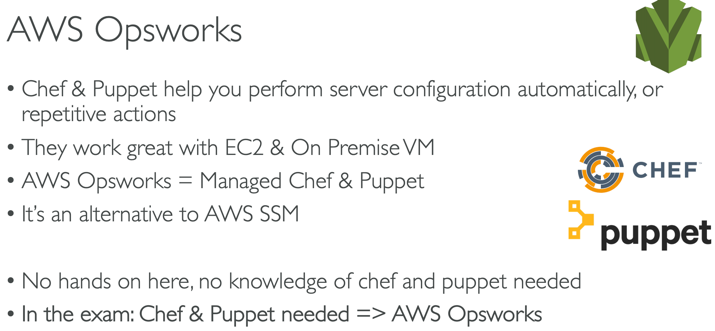 AWS Opsworks
• Chef & Puppet help you perform server configuration automatically, or
repetitive actions
• They work great with EC2 & On Premise VM
• AWS Opsworks = Managed Chef & Puppet
• It's an alternative to AWS SSM
CHEF™
puppet
• No hands on here, no knowledge of chef and puppet needed
• In the exam: Chef & Puppet needed => AWS Opsworks